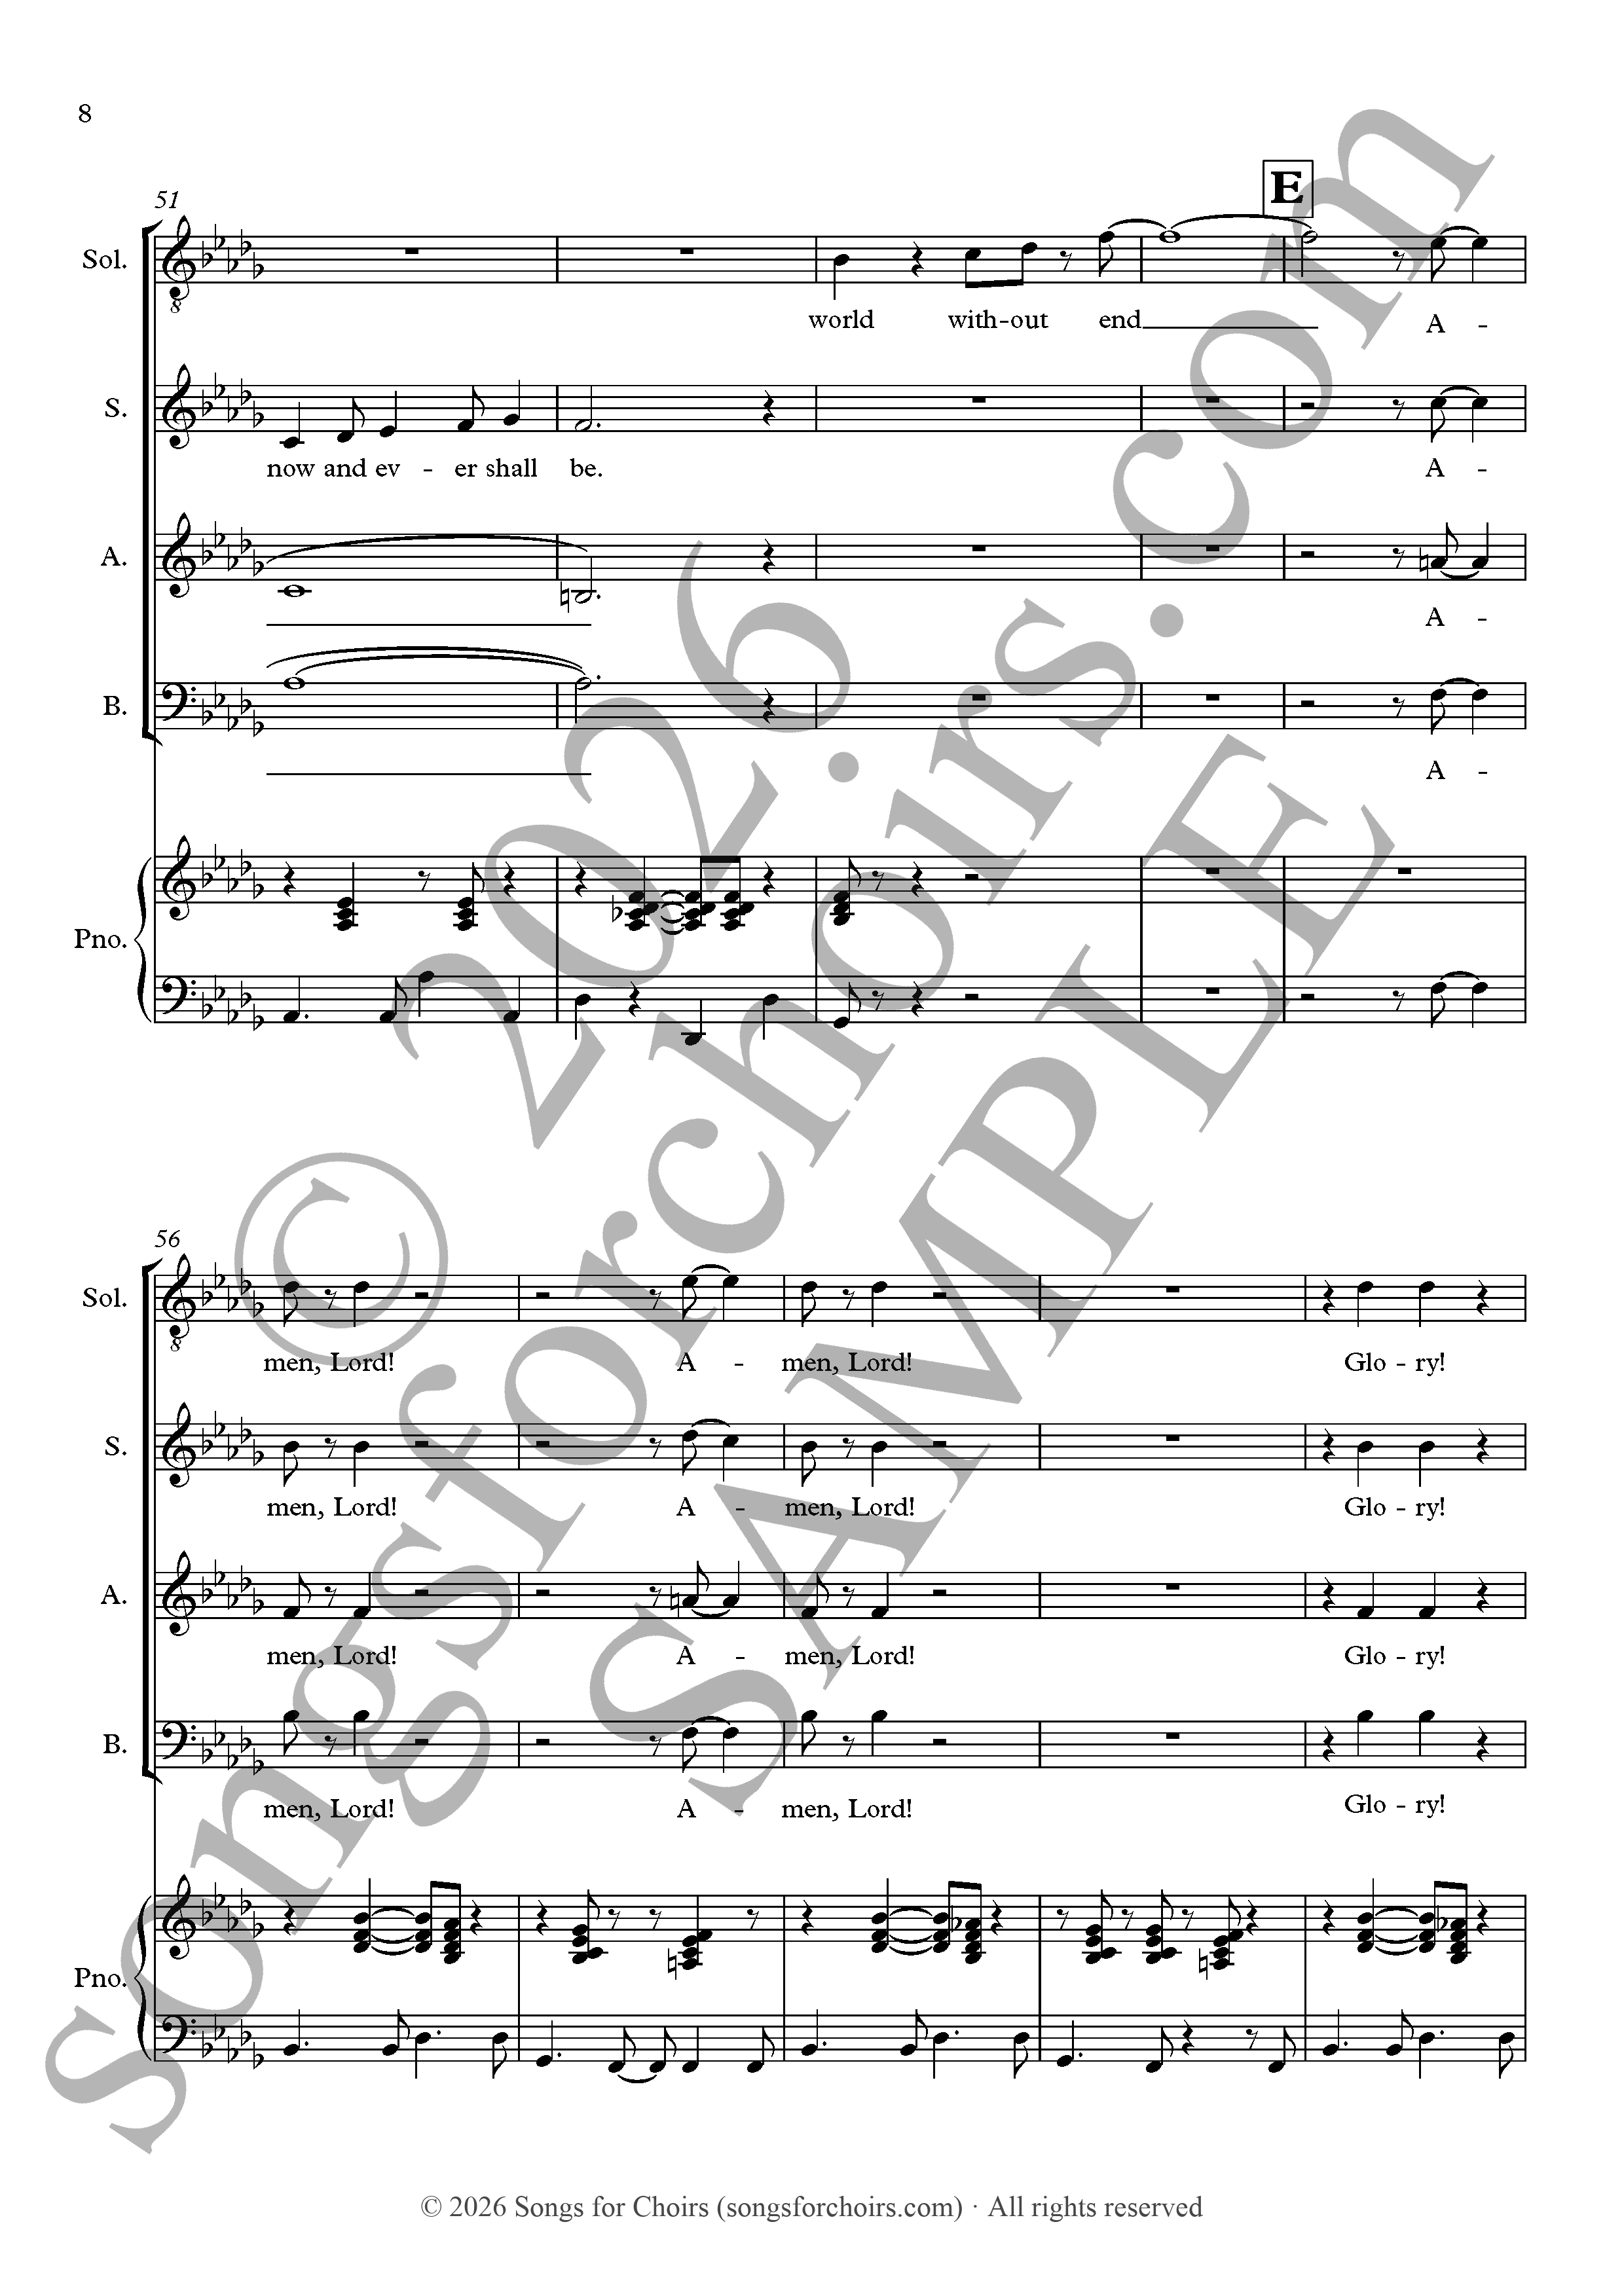 8
E
51
Sol.
world with-out end A -
S.
now and ev - er shall be. A -
A.
A -
B.
A -
Pno.
56
Sol.
men, Lord! A - men, Lord! Glo - ry!
S.
men, Lord! A - men, Lord! Glo - ry!
A.
men, Lord! A - men, Lord! Glo - ry!
B.
men, Lord! A - men, Lord! Glo - ry!
Pno.
© 2026
songsforchoirs.com
SAMPLE
© 2026 Songs for Choirs (songsforchoirs.com) · All rights reserved